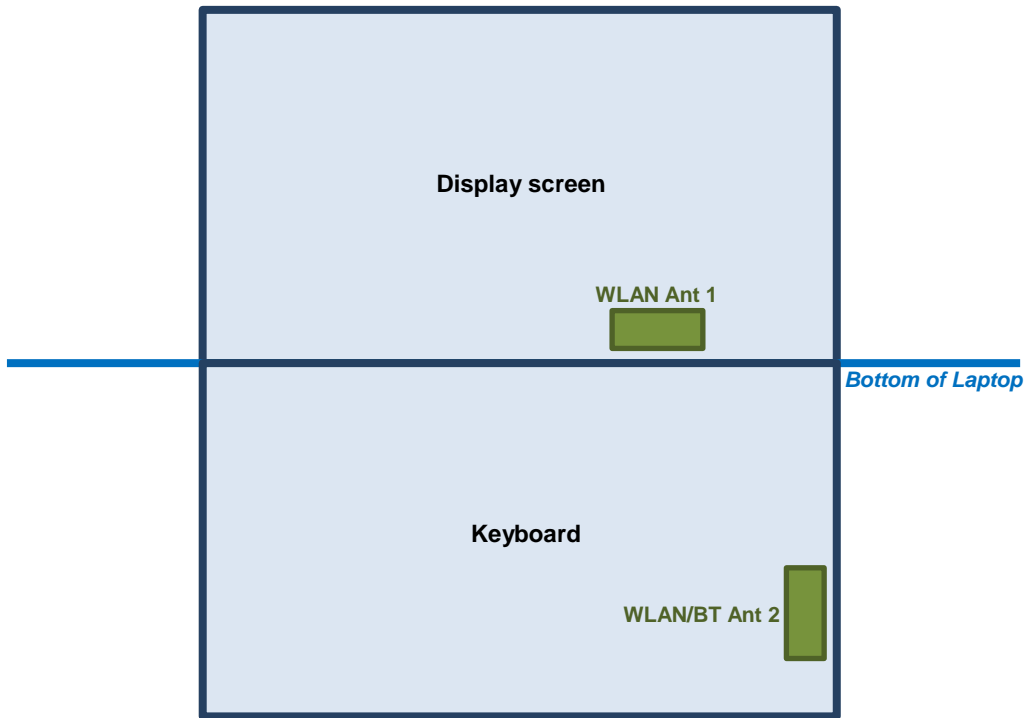 Display screen
WLAN Ant 1
Bottom of Laptop
Keyboard
WLAN/BT Ant 2